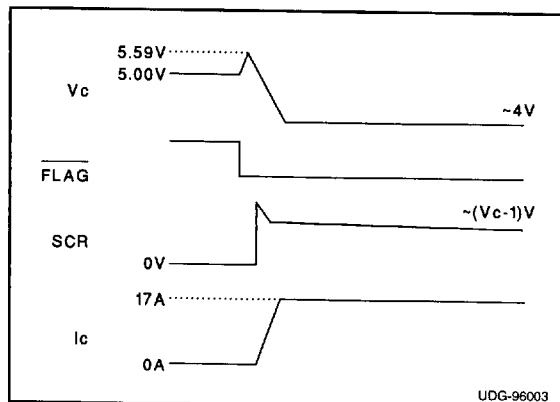 5.59V
5.00V
Vc
~4V
FLAG
~(Vc-1)V
SCR
0V
17A
Ic
0A
UDG-96003